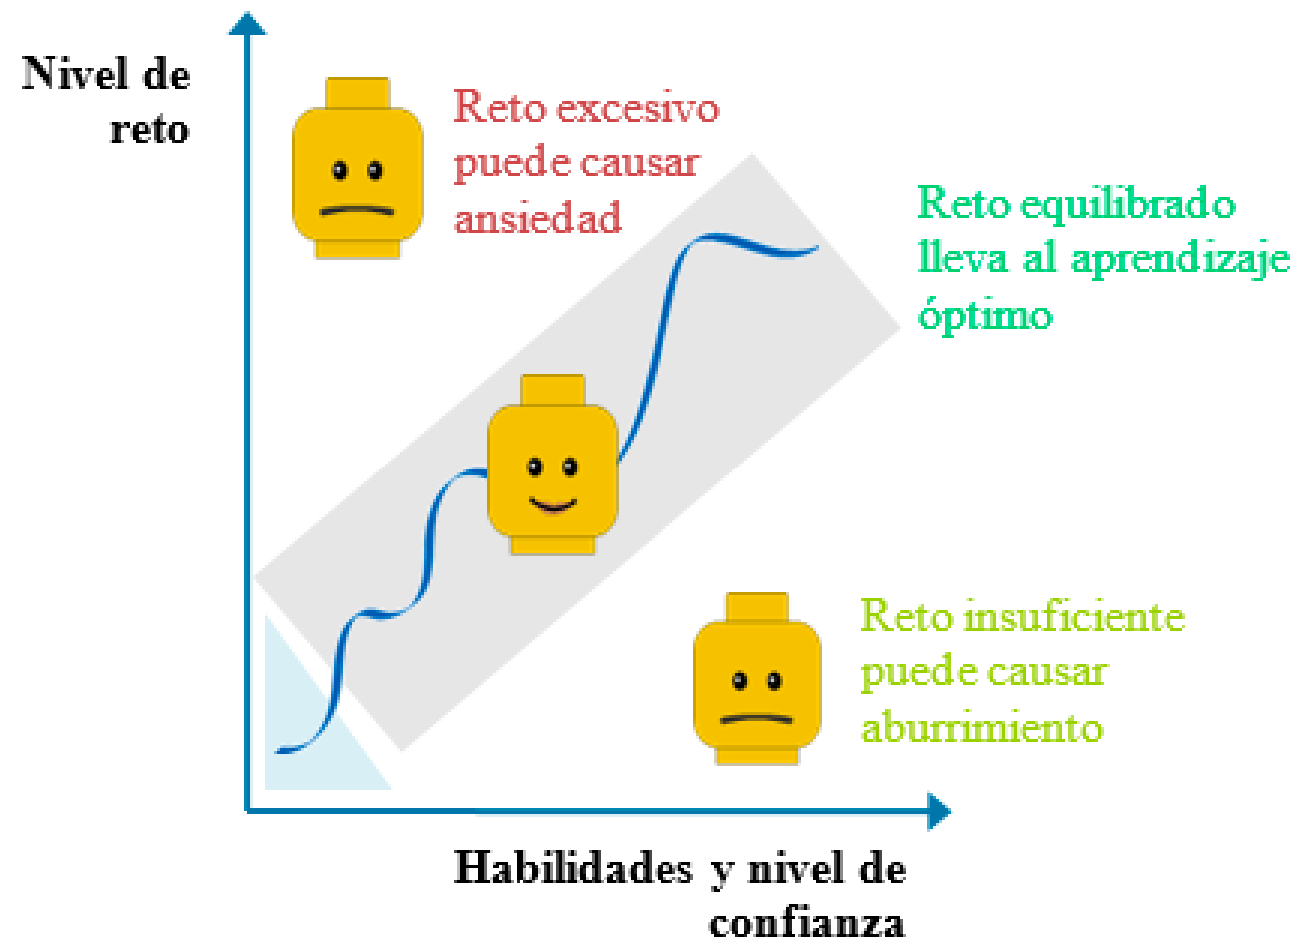 Nivel de
reto
Reto excesivo
puede causar
ansiedad
Reto equilibrado
lleva al aprendizaje
óptimo
Reto insuficiente
puede causar
aburrimiento
Habilidades y nivel de
confianza